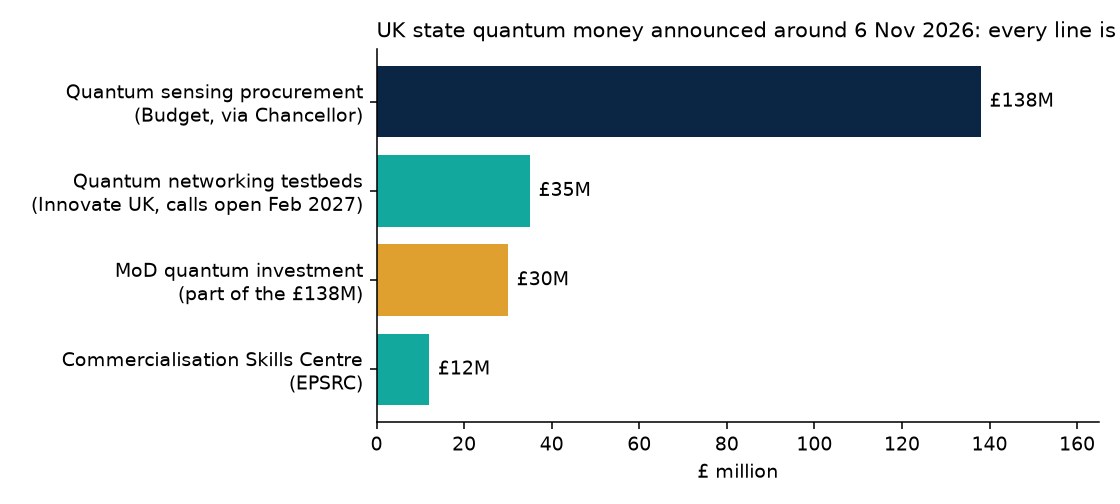 UK state quantum money announced around 6 Nov 2026: every line is
Quantum sensing procurement
(Budget, via Chancellor)
£138M
Quantum networking testbeds
(Innovate UK, calls open Feb 2027)
£35M
MoD quantum investment
(part of the £138M)
£30M
Commercialisation Skills Centre
(EPSRC)
£12M
0 20 40 60 80 100 120 140 160
£ million